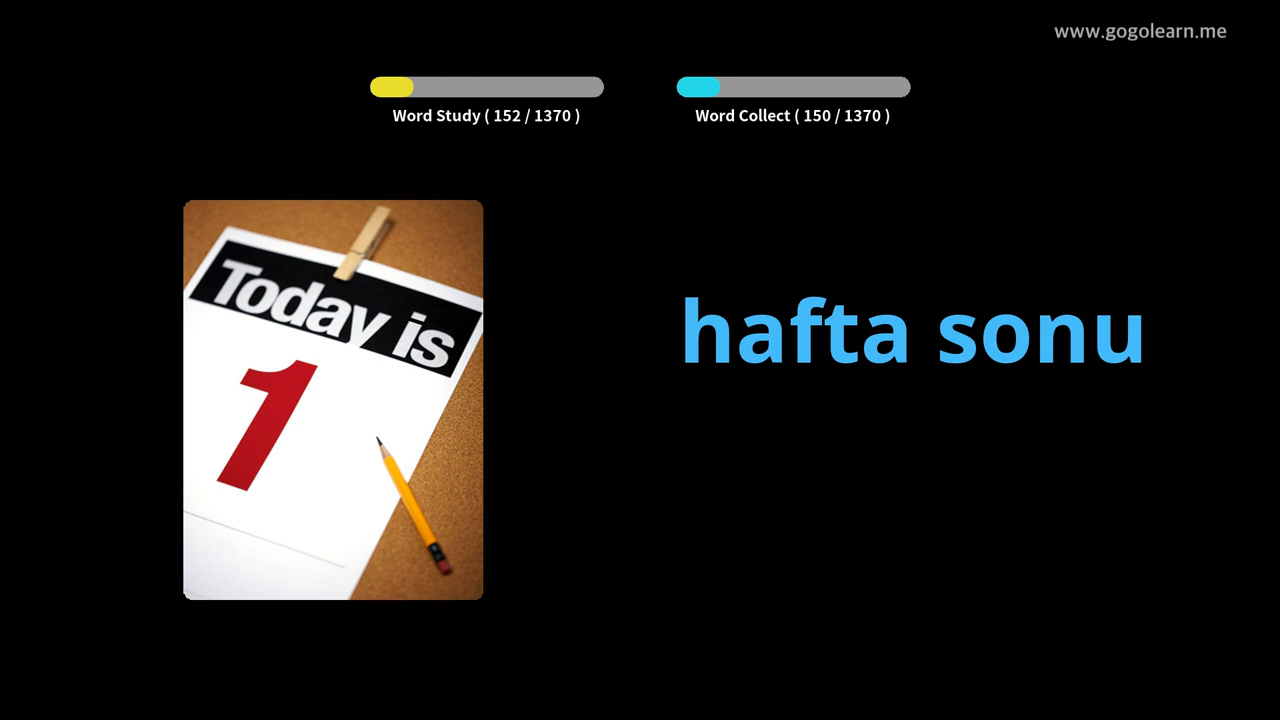 www.gogolearn.me
Word Study ( 152 / 1370 )
Word Collect ( 150 / 1370 )
Today is
1
hafta sonu